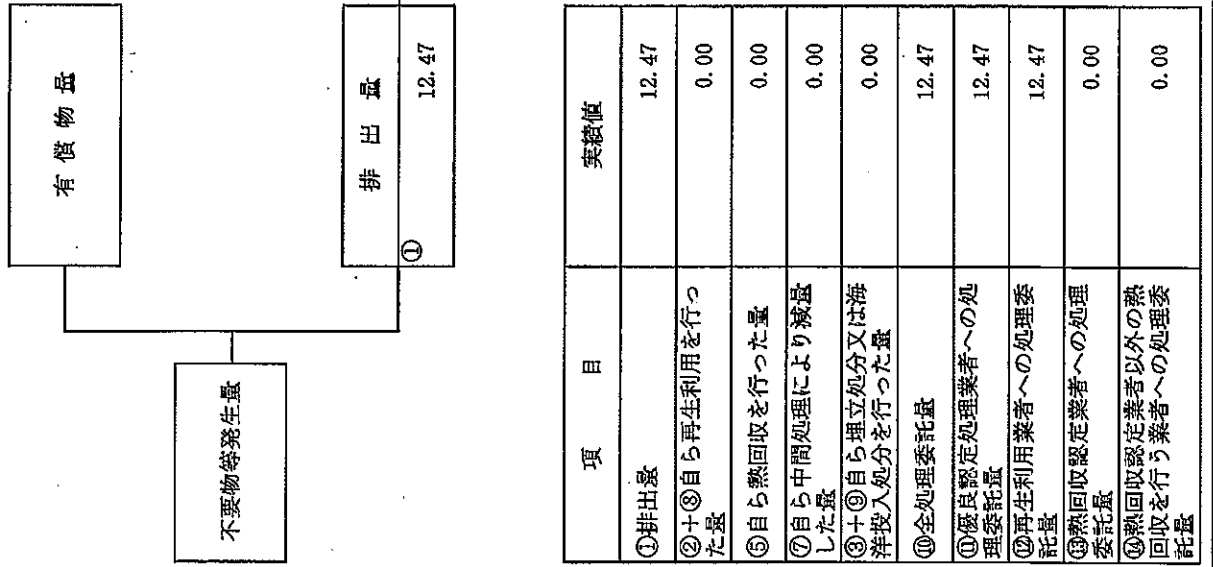 有償物量
不要物等発生量
排出量
①
12.47
項 目
実績値
①排出量
12.47
②+⑧自ら再生利用を行っ
た量
0.00
⑤自ら熱回収を行った量
0.00
⑦自ら中間処理により減量
した量
0.00
③+⑨自ら埋立処分又は海
洋投入処分を行った量
0.00
⑩全処理委託量
12.47
⑪優良認定処理業者への処
理委託量
12.47
⑫再生利用業者への処理委
託量
12.47
⑬熱回収認定業者への処理
委託量
0.00
⑭熱回収認定業者以外の熱
回収を行う業者への処理委
託量
0.00